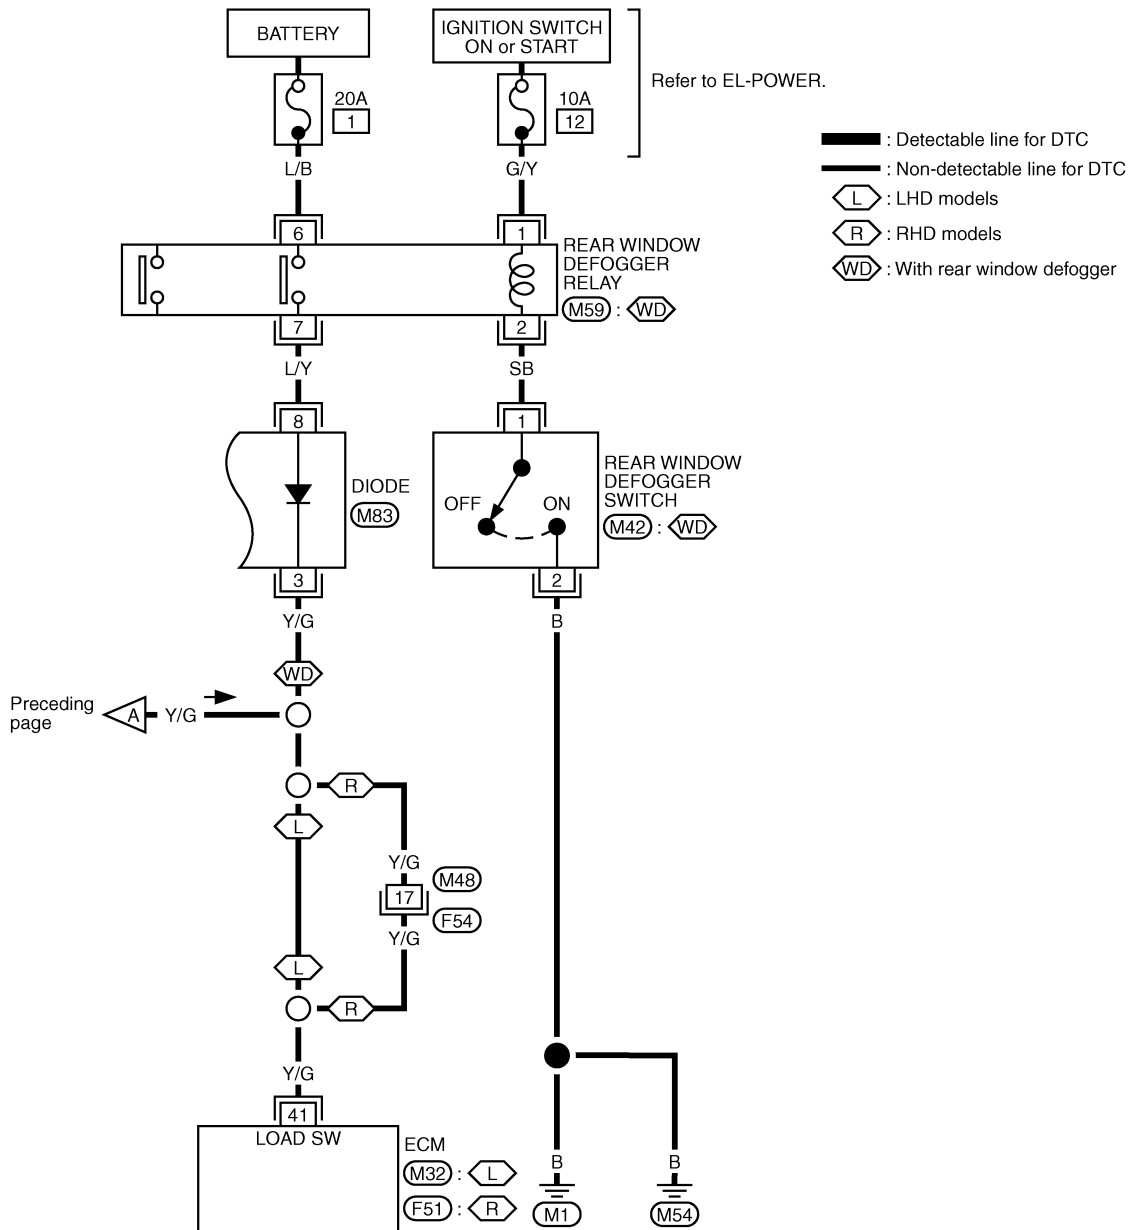 BATTERY
IGNITION SWITCH
ON or START
Refer to EL-POWER.
20A
1
10A
12
: Detectable line for DTC
: Non-detectable line for DTC
L : LHD models
R : RHD models
WD : With rear window defogger
L/B
G/Y
6
1
REAR WINDOW
DEFOGGER
RELAY
M59 : WD
7
2
L/Y
SB
8
1
DIODE
M83
OFF
ON
REAR WINDOW
DEFOGGER
SWITCH
M42 : WD
3
2
Y/G
B
WD
Preceding
page
A
Y/G
R
L
Y/G
M48
17
F54
Y/G
L
R
Y/G
41
LOAD SW
ECM
M32 : L
F51 : R
B
M1
B
M54